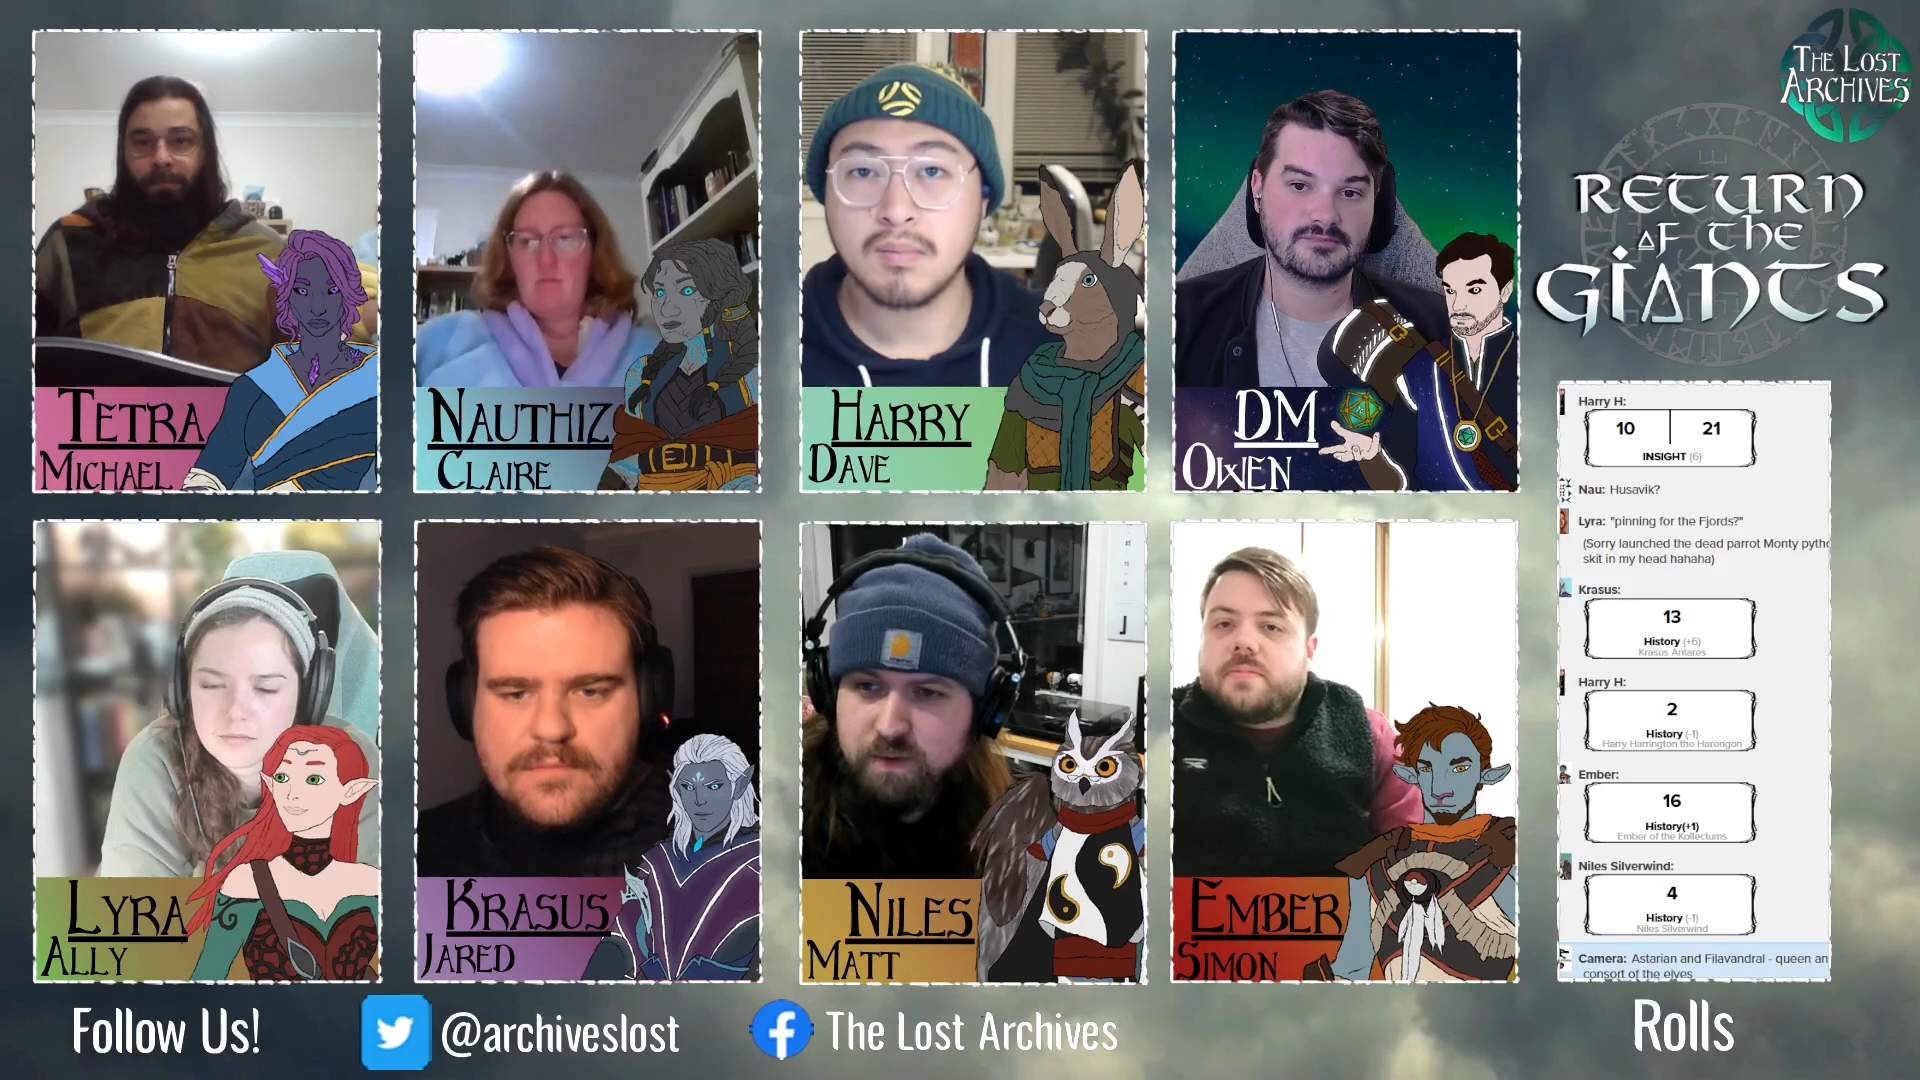 TETRA
MICHAEL
NAUTHIZ
CLAIRE
HARRY
DAVE
DM
OWEN
THE LOST
ARCHIVES
RETURN
OF THE
GIANTS
LYRA
ALLY
KRASUS
JARED
NILES
MATT
EMBER
SIMON
Harry H:
10 21
INSIGHT (6)
Nau: Husavik?
Lyra: "pinning for the Fjords?"
(Sorry launched the dead parrot Monty pytho
skit in my head hahaha)
Krasus:
13
History (+6)
Krasus Antares
Harry H:
2
History (-1)
Harry Harrington the Harengon
Ember:
16
History(+1)
Ember of the Kollectums
Niles Silverwind:
4
History (-1)
Niles Silverwind
Camera: Astarian and Filavandral - queen an
consort of the elves
Follow Us!
@archiveslost
The Lost Archives
Rolls